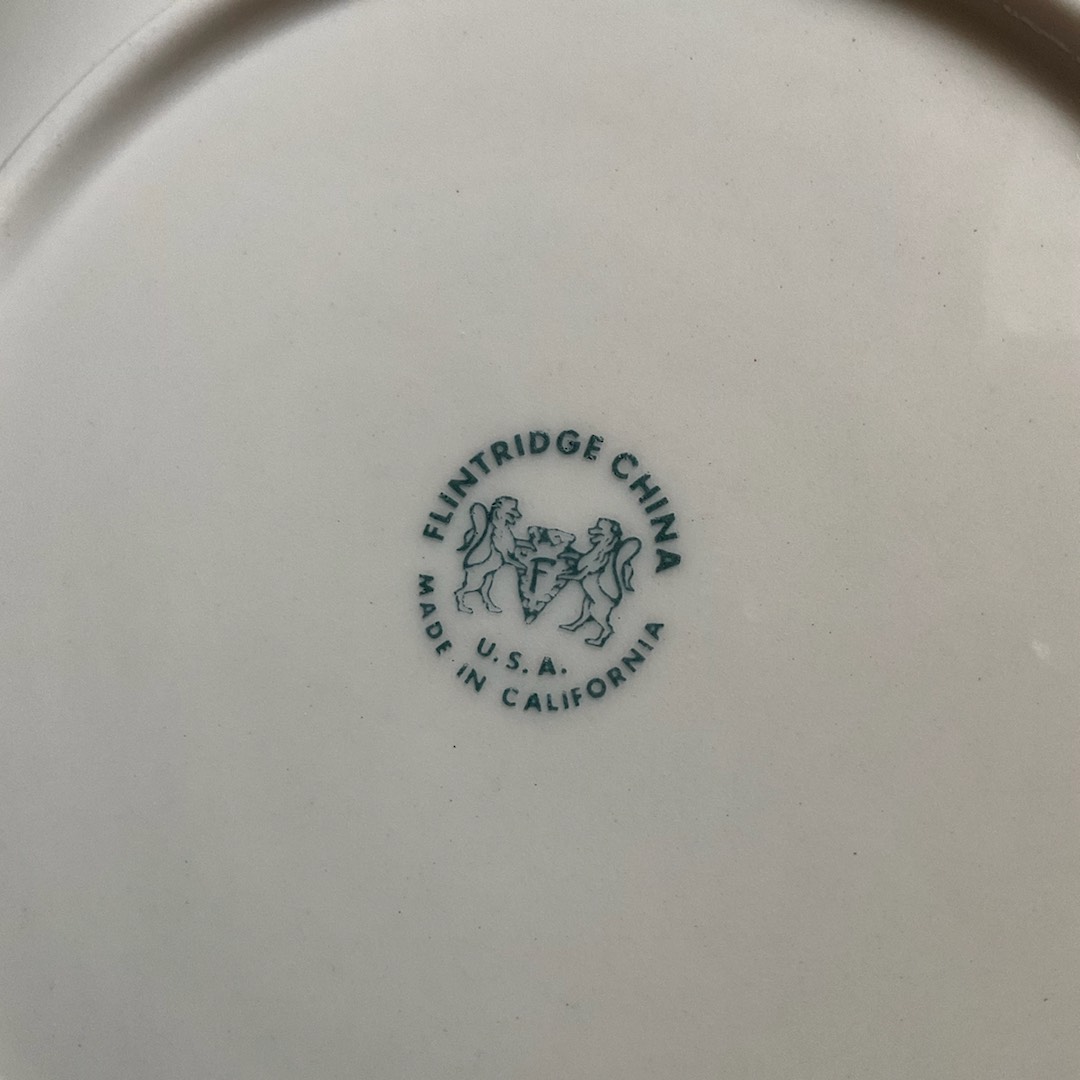 FLINTRIDGE CHINA
F
U.S.A.
MADE IN CALIFORNIA